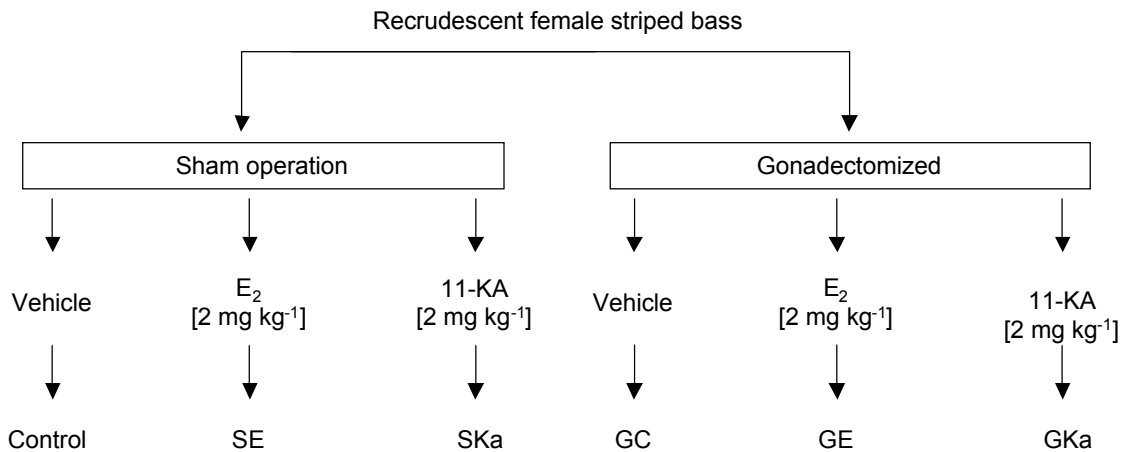 Recrudescent female striped bass
Sham operation
Gonadectomized
Vehicle
E₂
[2 mg kg⁻¹]
11-KA
[2 mg kg⁻¹]
Vehicle
E₂
[2 mg kg⁻¹]
11-KA
[2 mg kg⁻¹]
Control
SE
SKa
GC
GE
GKa